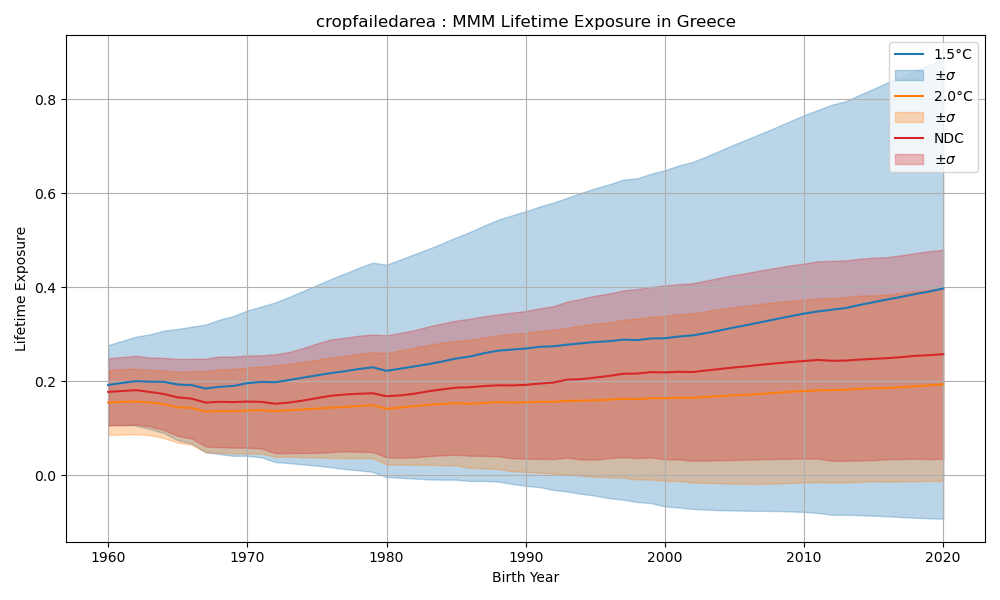 cropfailedarea : MMM Lifetime Exposure in Greece
1.5°C
±σ
2.0°C
±σ
NDC
±σ
Lifetime Exposure
0.8
0.6
0.4
0.2
0.0
1960
1970
1980
1990
2000
2010
2020
Birth Year